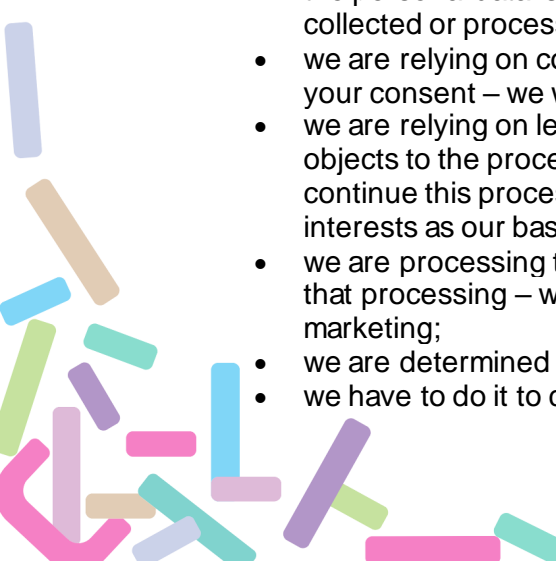 collected or proces
• we are relying on c
your consent – we
• we are relying on le
objects to the proce
continue this proces
interests as our bas
• we are processing
that processing – w
marketing;
• we are determined
• we have to do it to